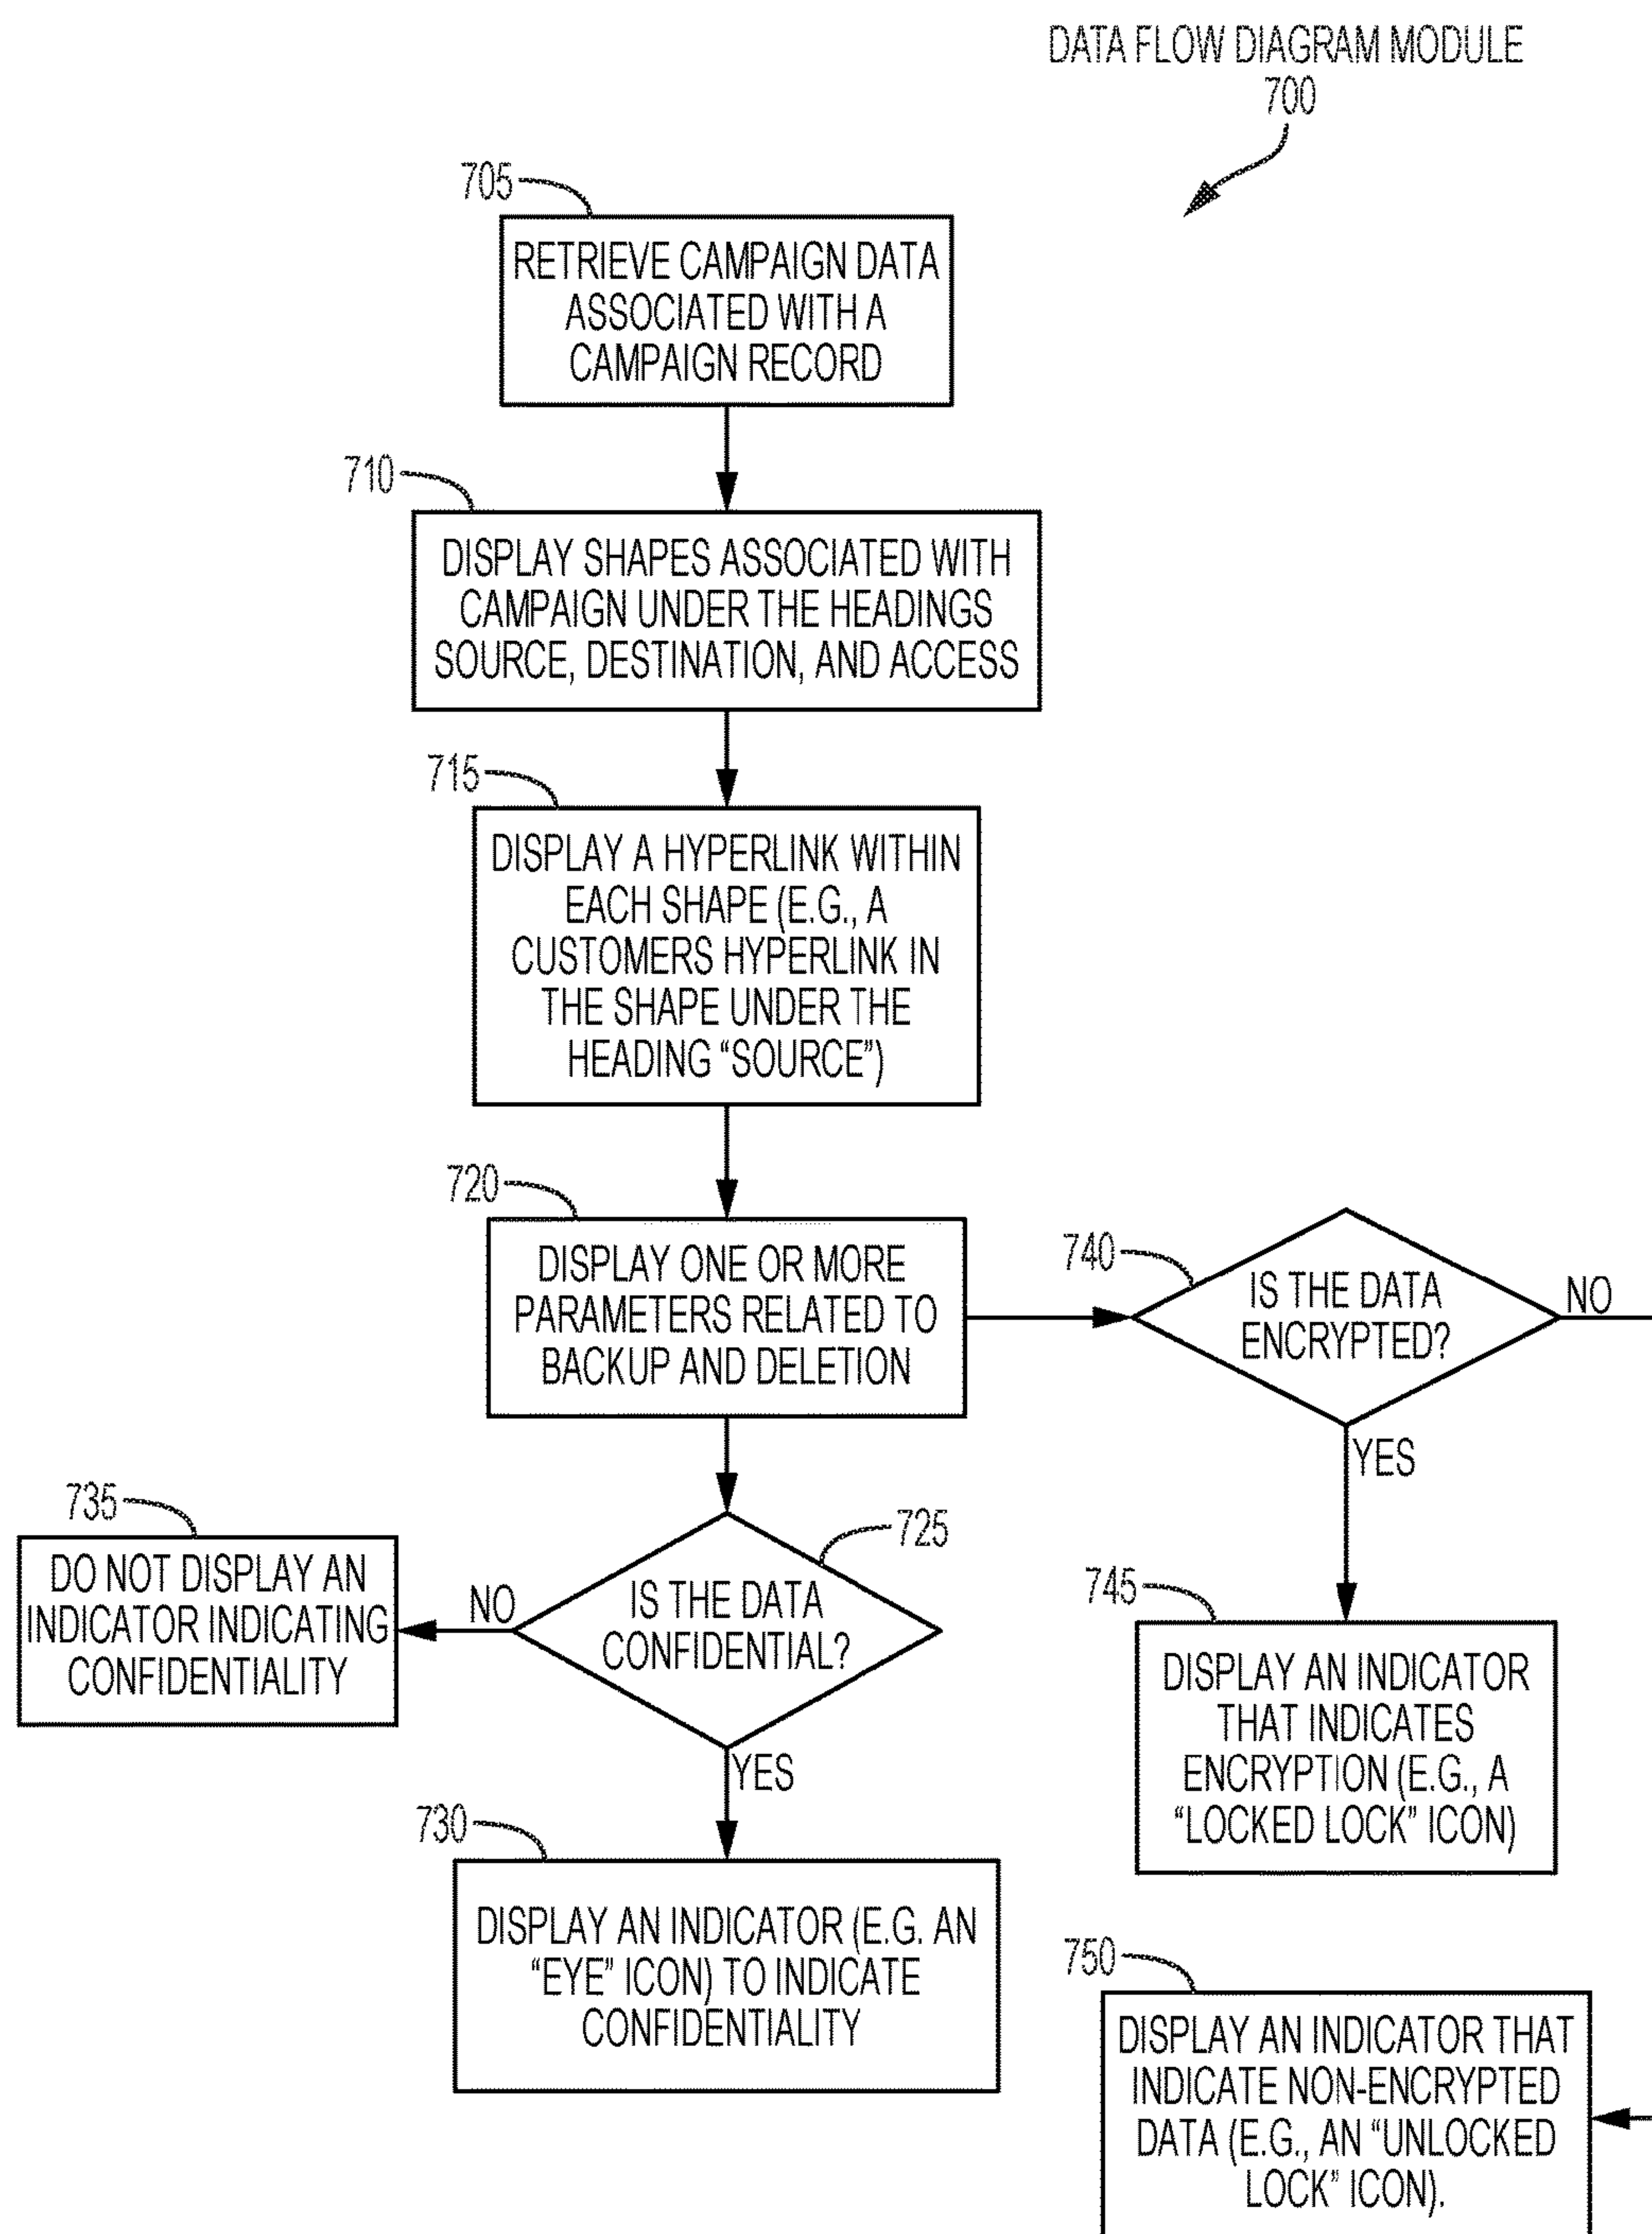 DATA FLOW DIAGRAM MODULE
700
705
RETRIEVE CAMPAIGN DATA
ASSOCIATED WITH A
CAMPAIGN RECORD
710
DISPLAY SHAPES ASSOCIATED WITH
CAMPAIGN UNDER THE HEADINGS
SOURCE, DESTINATION, AND ACCESS
715
DISPLAY A HYPERLINK WITHIN
EACH SHAPE (E.G., A
CUSTOMERS HYPERLINK IN
THE SHAPE UNDER THE
HEADING “SOURCE”)
720
DISPLAY ONE OR MORE
PARAMETERS RELATED TO
BACKUP AND DELETION
740
IS THE DATA
ENCRYPTED?
NO
YES
735
DO NOT DISPLAY AN
INDICATOR INDICATING
CONFIDENTIALITY
NO
725
IS THE DATA
CONFIDENTIAL?
YES
745
DISPLAY AN INDICATOR
THAT INDICATES
ENCRYPTION (E.G., A
“LOCKED LOCK” ICON)
730
DISPLAY AN INDICATOR (E.G. AN
“EYE” ICON) TO INDICATE
CONFIDENTIALITY
750
DISPLAY AN INDICATOR THAT
INDICATE NON-ENCRYPTED
DATA (E.G., AN “UNLOCKED
LOCK” ICON).